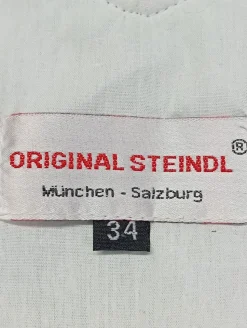 ORIGINAL STEINDL ®
München - Salzburg
34